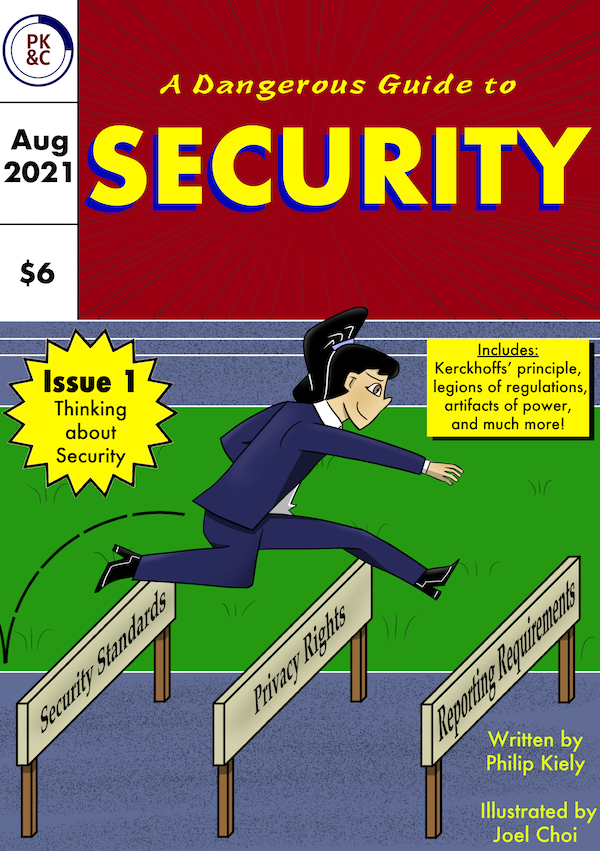 PK
&C
Aug
2021
$6
A Dangerous Guide to
SECURITY
Issue 1
Thinking
about
Security
Includes:
Kerckhoffs’ principle,
legions of regulations,
artifacts of power,
and much more!
Security Standards
Privacy Rights
Reporting Requirements
Written by
Philip Kiely
Illustrated by
Joel Choi